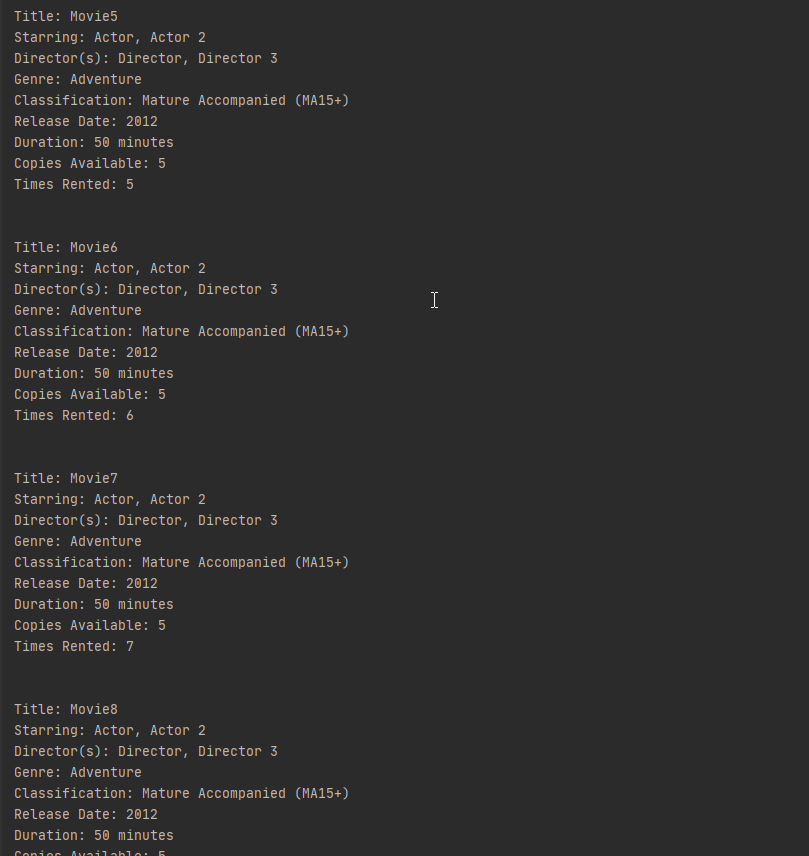 Title: Movie5
Starring: Actor, Actor 2
Director(s): Director, Director 3
Genre: Adventure
Classification: Mature Accompanied (MA15+)
Release Date: 2012
Duration: 50 minutes
Copies Available: 5
Times Rented: 5
Title: Movie6
Starring: Actor, Actor 2
Director(s): Director, Director 3
Genre: Adventure
Classification: Mature Accompanied (MA15+)
Release Date: 2012
Duration: 50 minutes
Copies Available: 5
Times Rented: 6
Title: Movie7
Starring: Actor, Actor 2
Director(s): Director, Director 3
Genre: Adventure
Classification: Mature Accompanied (MA15+)
Release Date: 2012
Duration: 50 minutes
Copies Available: 5
Times Rented: 7
Title: Movie8
Starring: Actor, Actor 2
Director(s): Director, Director 3
Genre: Adventure
Classification: Mature Accompanied (MA15+)
Release Date: 2012
Duration: 50 minutes
Copies Available: 5